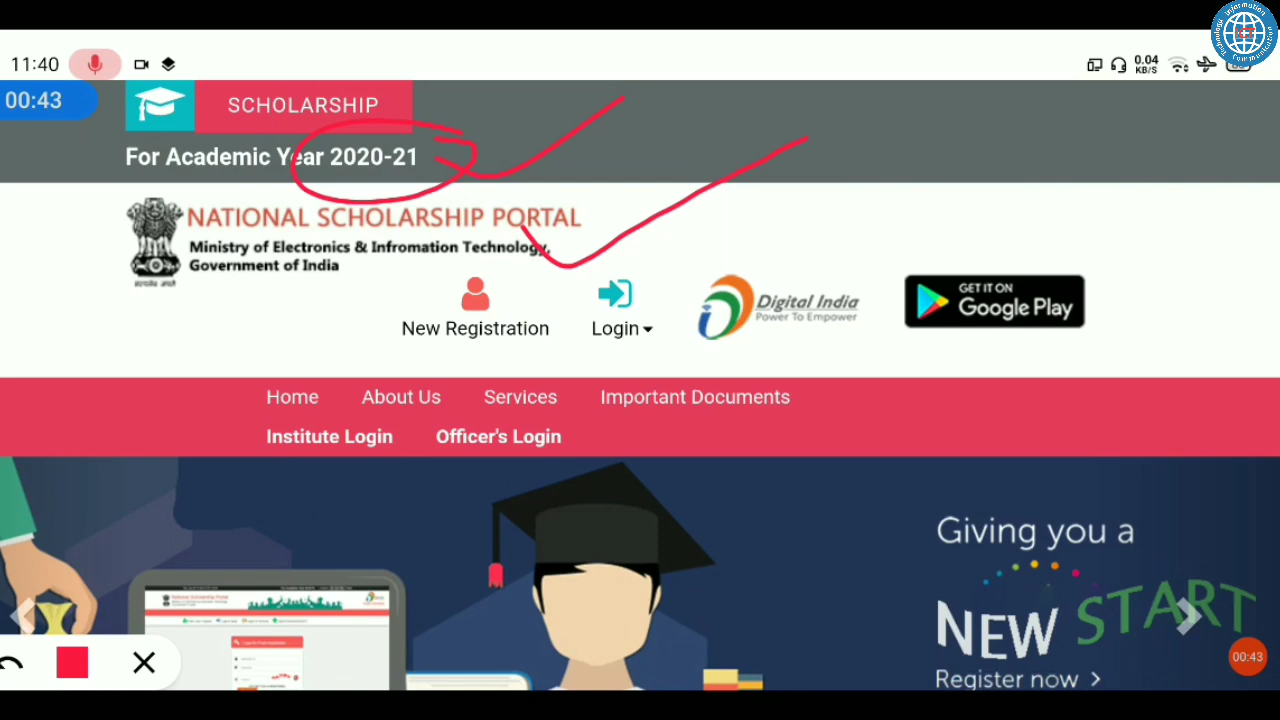 11:40
0.04
KB/S
00:43
SCHOLARSHIP
For Academic Year 2020-21
NATIONAL SCHOLARSHIP PORTAL
Ministry of Electronics & Infromation Technology,
Government of India
New Registration
Login
Digital India
Power To Empower
GET IT ON
Google Play
Home About Us Services Important Documents
Institute Login Officer's Login
Giving you a
NEW START
Register now
00:43